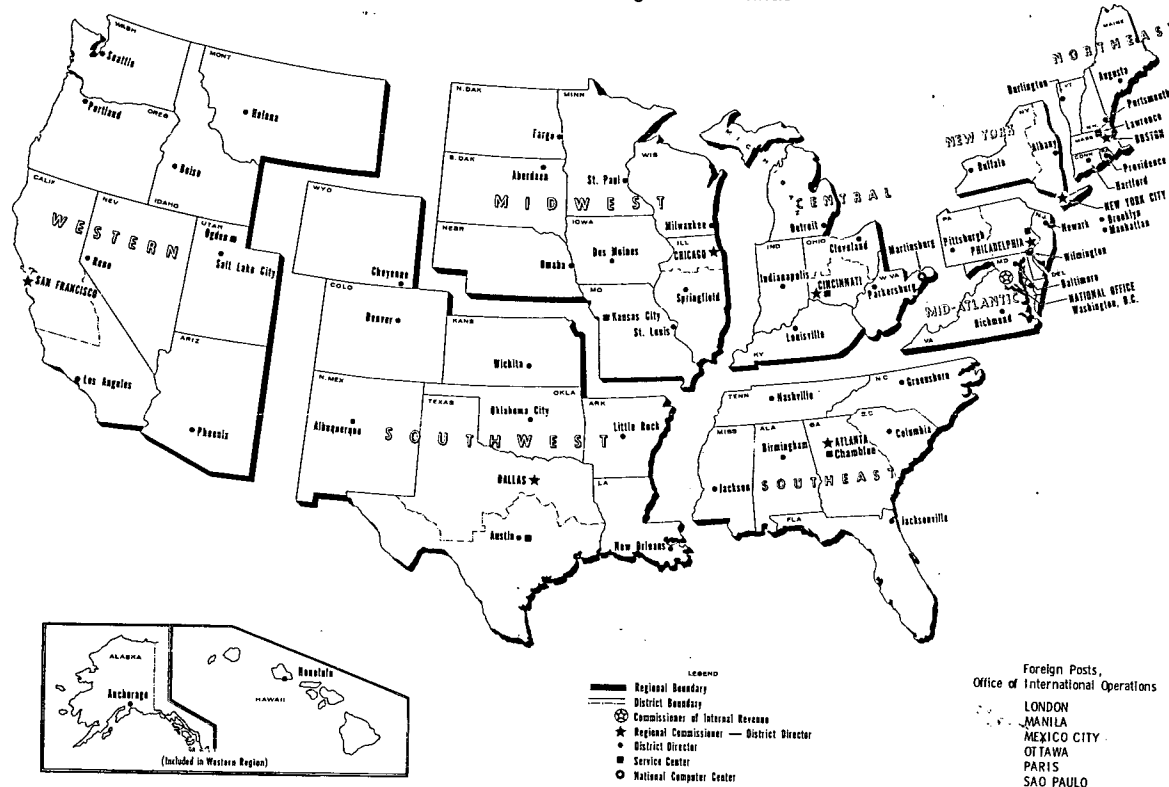 WASH
Seattle
MONT
Helena
Portland
OREG
Boise
IDAHO
CALIF
NEV
WESTERN
UTAH
Ogden
Salt Lake City
Reno
SAN FRANCISCO
ARIZ
Los Angeles
Phoenix
WYO
Cheyenne
COLO
Denver
KANS
Wichita
N.MEX
Albuquerque
TEXAS
OKLA
Oklahoma City
ARK
Little Rock
SOUTHWEST
DALLAS
LA
Austin
New Orleans
N.DAK
MINN
Fargo
S.DAK
Aberdeen
St. Paul
WIS
MIDWEST
NEBR
IOWA
Milwaukee
Omaha
Des Moines
ILL
CHICAGO
MO
Springfield
Kansas City
St. Louis
CENTRAL
Detroit
IND
OHIO
Cleveland
Indianapolis
CINCINNATI
W.VA
Parkersburg
Martinsburg
Louisville
KY
NORTHEAST
MAINE
Augusta
Burlington
VT
N.H.
Portsmouth
Lawrence
MASS
BOSTON
Providence
CONN
Hartford
N.Y.
NEW YORK
Albany
Buffalo
NEW YORK CITY
Brooklyn
Manhattan
PA
N.J.
Newark
Pittsburgh
PHILADELPHIA
Wilmington
MD
DEL
Baltimore
MID-ATLANTIC
NATIONAL OFFICE
Washington, D.C.
Richmond
VA
TENN
Nashville
N.C.
Greensboro
MISS
ALA
GA
S.C.
Birmingham
ATLANTA
Chamblee
Columbia
Jackson
SOUTHEAST
FLA
Jacksonville
ALASKA
Anchorage
Honolulu
HAWAII
(Included in Western Region)
LEGEND
Regional Boundary
District Boundary
Commissioner of Internal Revenue
Regional Commissioner — District Director
District Director
Service Center
National Computer Center
Foreign Posts,
Office of International Operations
LONDON
MANILA
MEXICO CITY
OTTAWA
PARIS
SAO PAULO